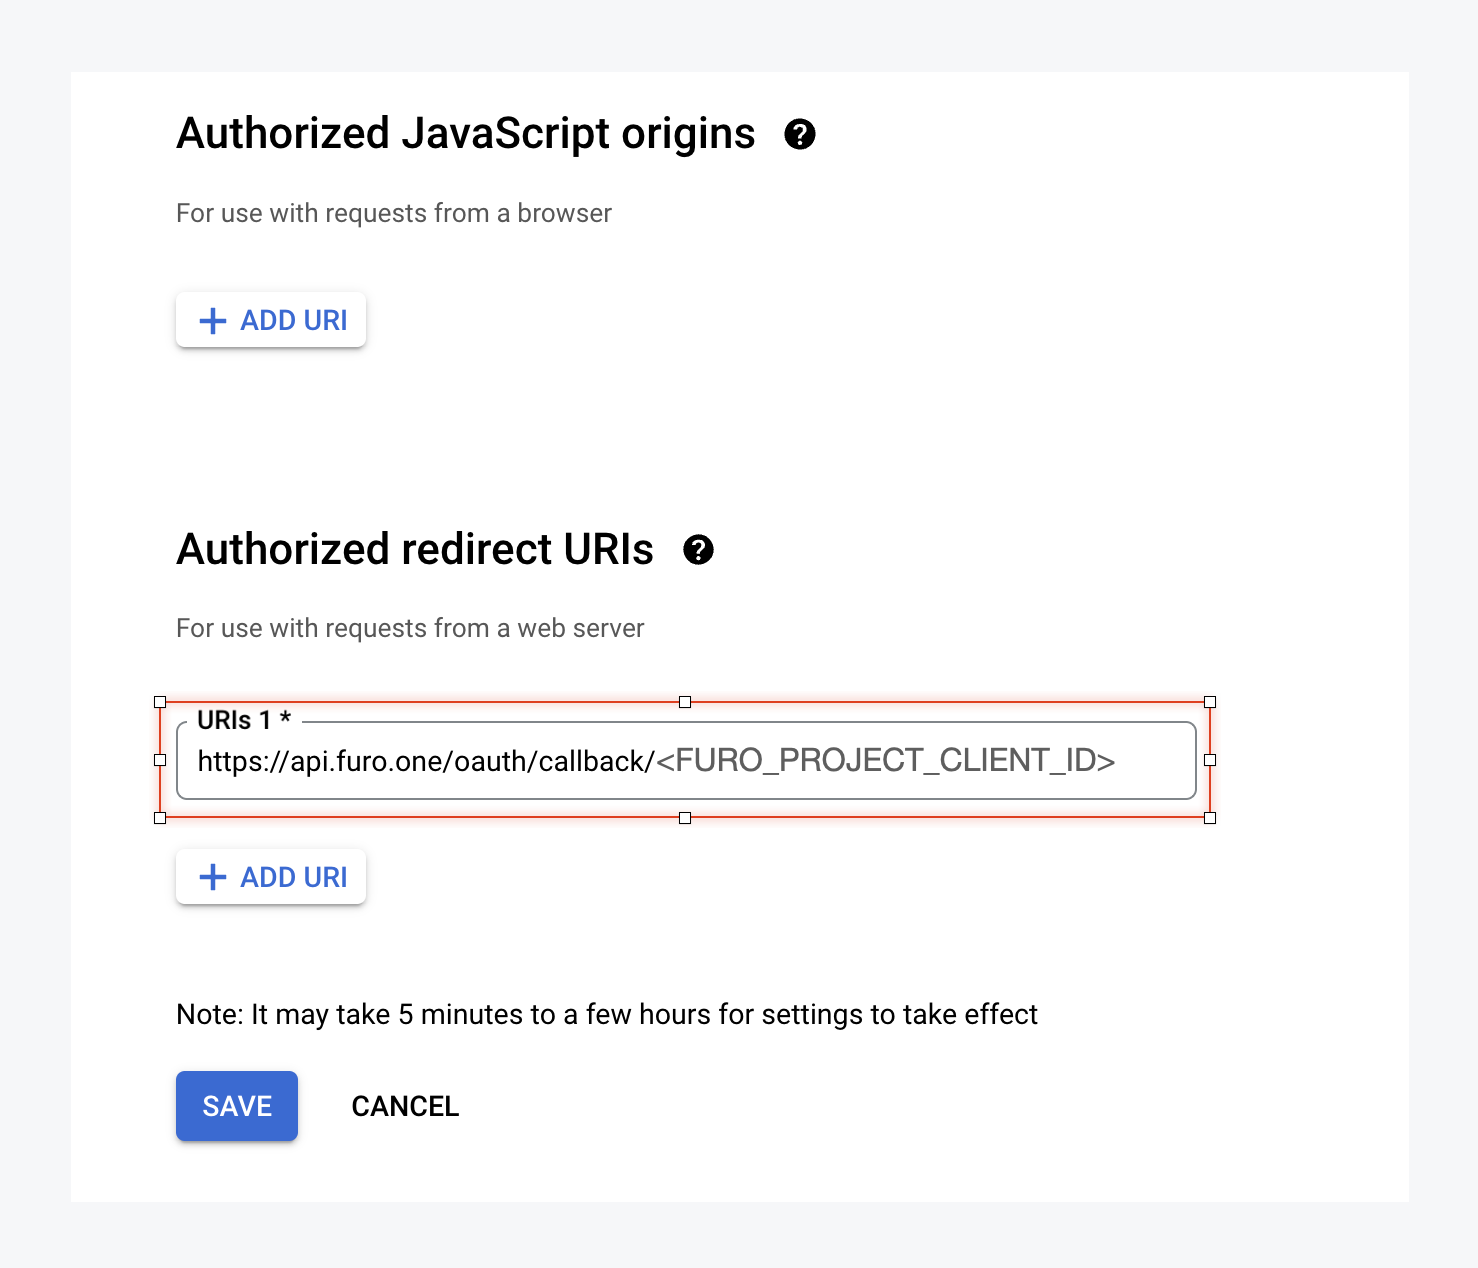 Authorized JavaScript origins
For use with requests from a browser
ADD URI
Authorized redirect URIs
For use with requests from a web server
URIs 1 *
https://api.furo.one/oauth/callback/<FURO_PROJECT_CLIENT_ID>
ADD URI
Note: It may take 5 minutes to a few hours for settings to take effect
SAVE CANCEL